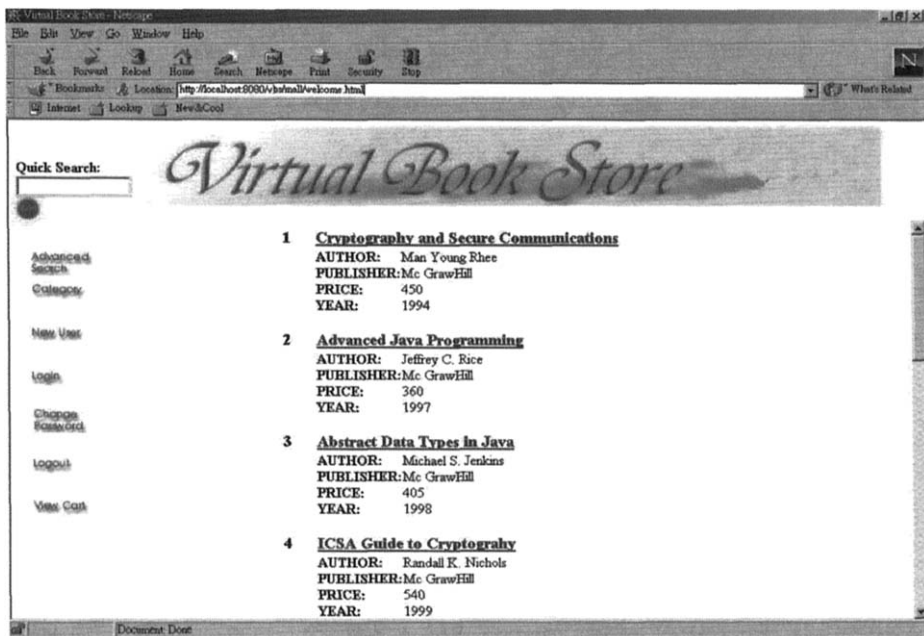 Virtual Book Store - Netscape
File Edit View Go Window Help
Back Forward Reload Home Search Netscape Print Security Stop
N
Bookmarks Location: http://localhost:8080/vbs/mall/welcome.html What's Related
Internet Lookup New&Cool
Quick Search:
Virtual Book Store
Advanced
Search
Category
New User
Login
Change
Password
Logout
View Cart
1 Cryptography and Secure Communications
AUTHOR: Man Young Rhee
PUBLISHER: Mc GrawHill
PRICE: 450
YEAR: 1994
2 Advanced Java Programming
AUTHOR: Jeffrey C. Rice
PUBLISHER: Mc GrawHill
PRICE: 360
YEAR: 1997
3 Abstract Data Types in Java
AUTHOR: Michael S. Jenkins
PUBLISHER: Mc GrawHill
PRICE: 405
YEAR: 1998
4 ICSA Guide to Cryptograhy
AUTHOR: Randall K. Nichols
PUBLISHER: Mc GrawHill
PRICE: 540
YEAR: 1999
Document: Done